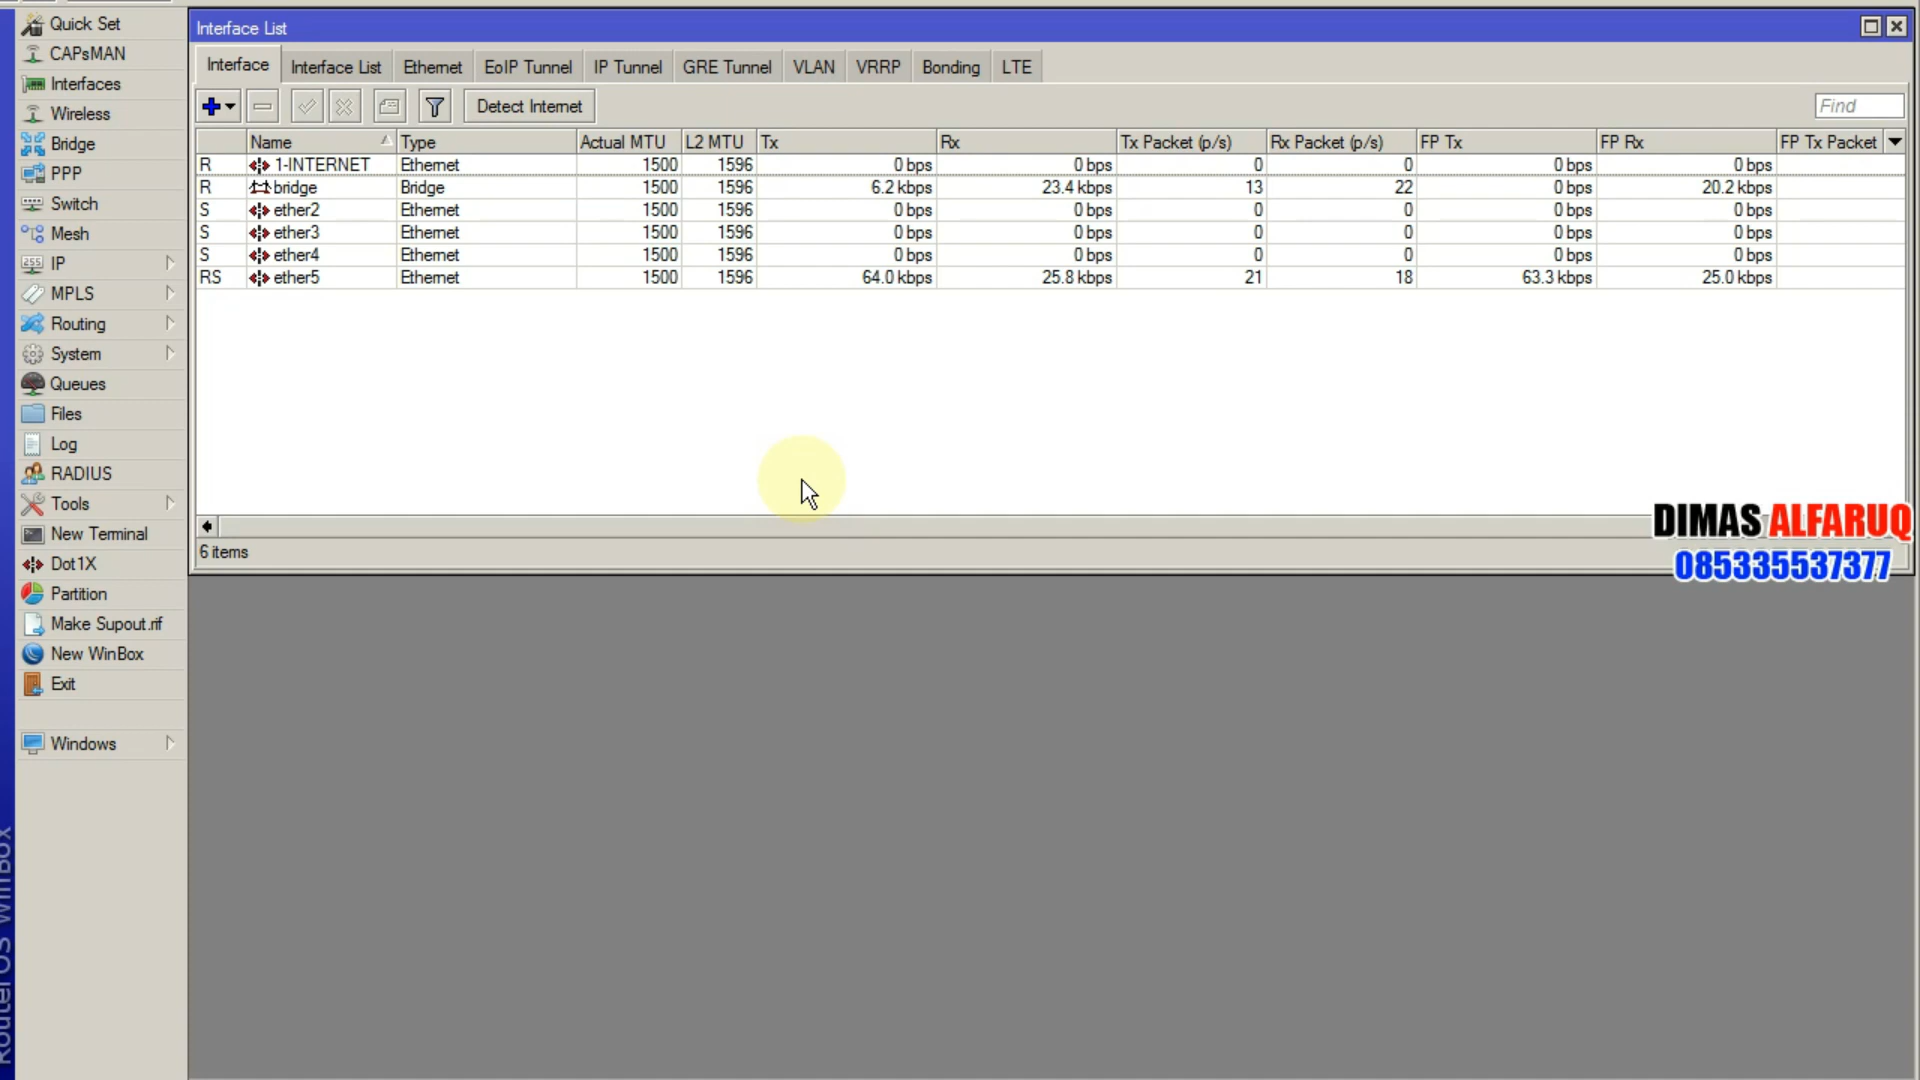 Quick Set
CAPsMAN
Interfaces
Wireless
Bridge
PPP
Switch
Mesh
IP
MPLS
Routing
System
Queues
Files
Log
RADIUS
Tools
New Terminal
Dot1X
Partition
Make Supout.rif
New WinBox
Exit
Windows
RouterOS WinBox
Interface List
Interface Interface List Ethernet EoIP Tunnel IP Tunnel GRE Tunnel VLAN VRRP Bonding LTE
Detect Internet Find
Name Type Actual MTU L2 MTU Tx Rx Tx Packet (p/s) Rx Packet (p/s) FP Tx FP Rx FP Tx Packet
R 1-INTERNET Ethernet 1500 1596 0 bps 0 bps 0 0 0 bps 0 bps
R bridge Bridge 1500 1596 6.2 kbps 23.4 kbps 13 22 0 bps 20.2 kbps
S ether2 Ethernet 1500 1596 0 bps 0 bps 0 0 0 bps 0 bps
S ether3 Ethernet 1500 1596 0 bps 0 bps 0 0 0 bps 0 bps
S ether4 Ethernet 1500 1596 0 bps 0 bps 0 0 0 bps 0 bps
RS ether5 Ethernet 1500 1596 64.0 kbps 25.8 kbps 21 18 63.3 kbps 25.0 kbps
6 items
DIMAS ALFARUQ
085335537377